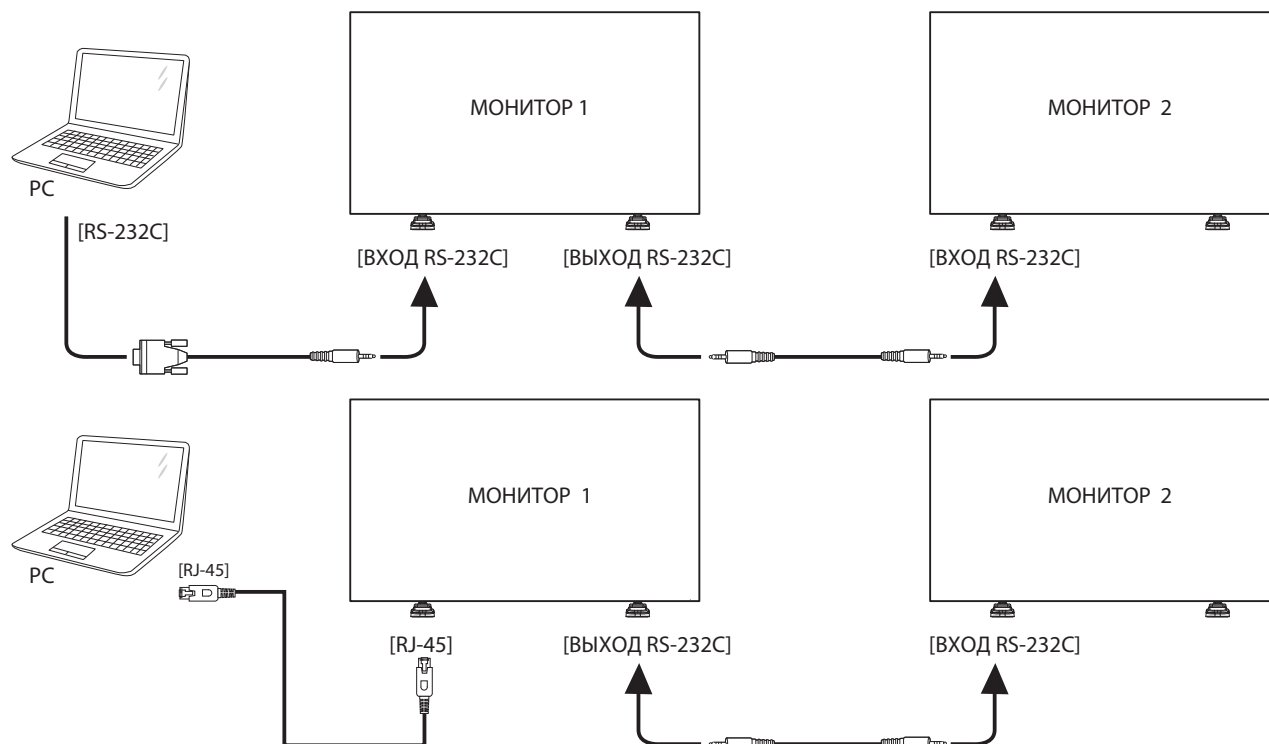 МОНИТОР 1
МОНИТОР 2
PC
[RS-232C]
[ВХОД RS-232C]
[ВЫХОД RS-232C]
[ВХОД RS-232C]
МОНИТОР 1
МОНИТОР 2
PC
[RJ-45]
[RJ-45]
[ВЫХОД RS-232C]
[ВХОД RS-232C]